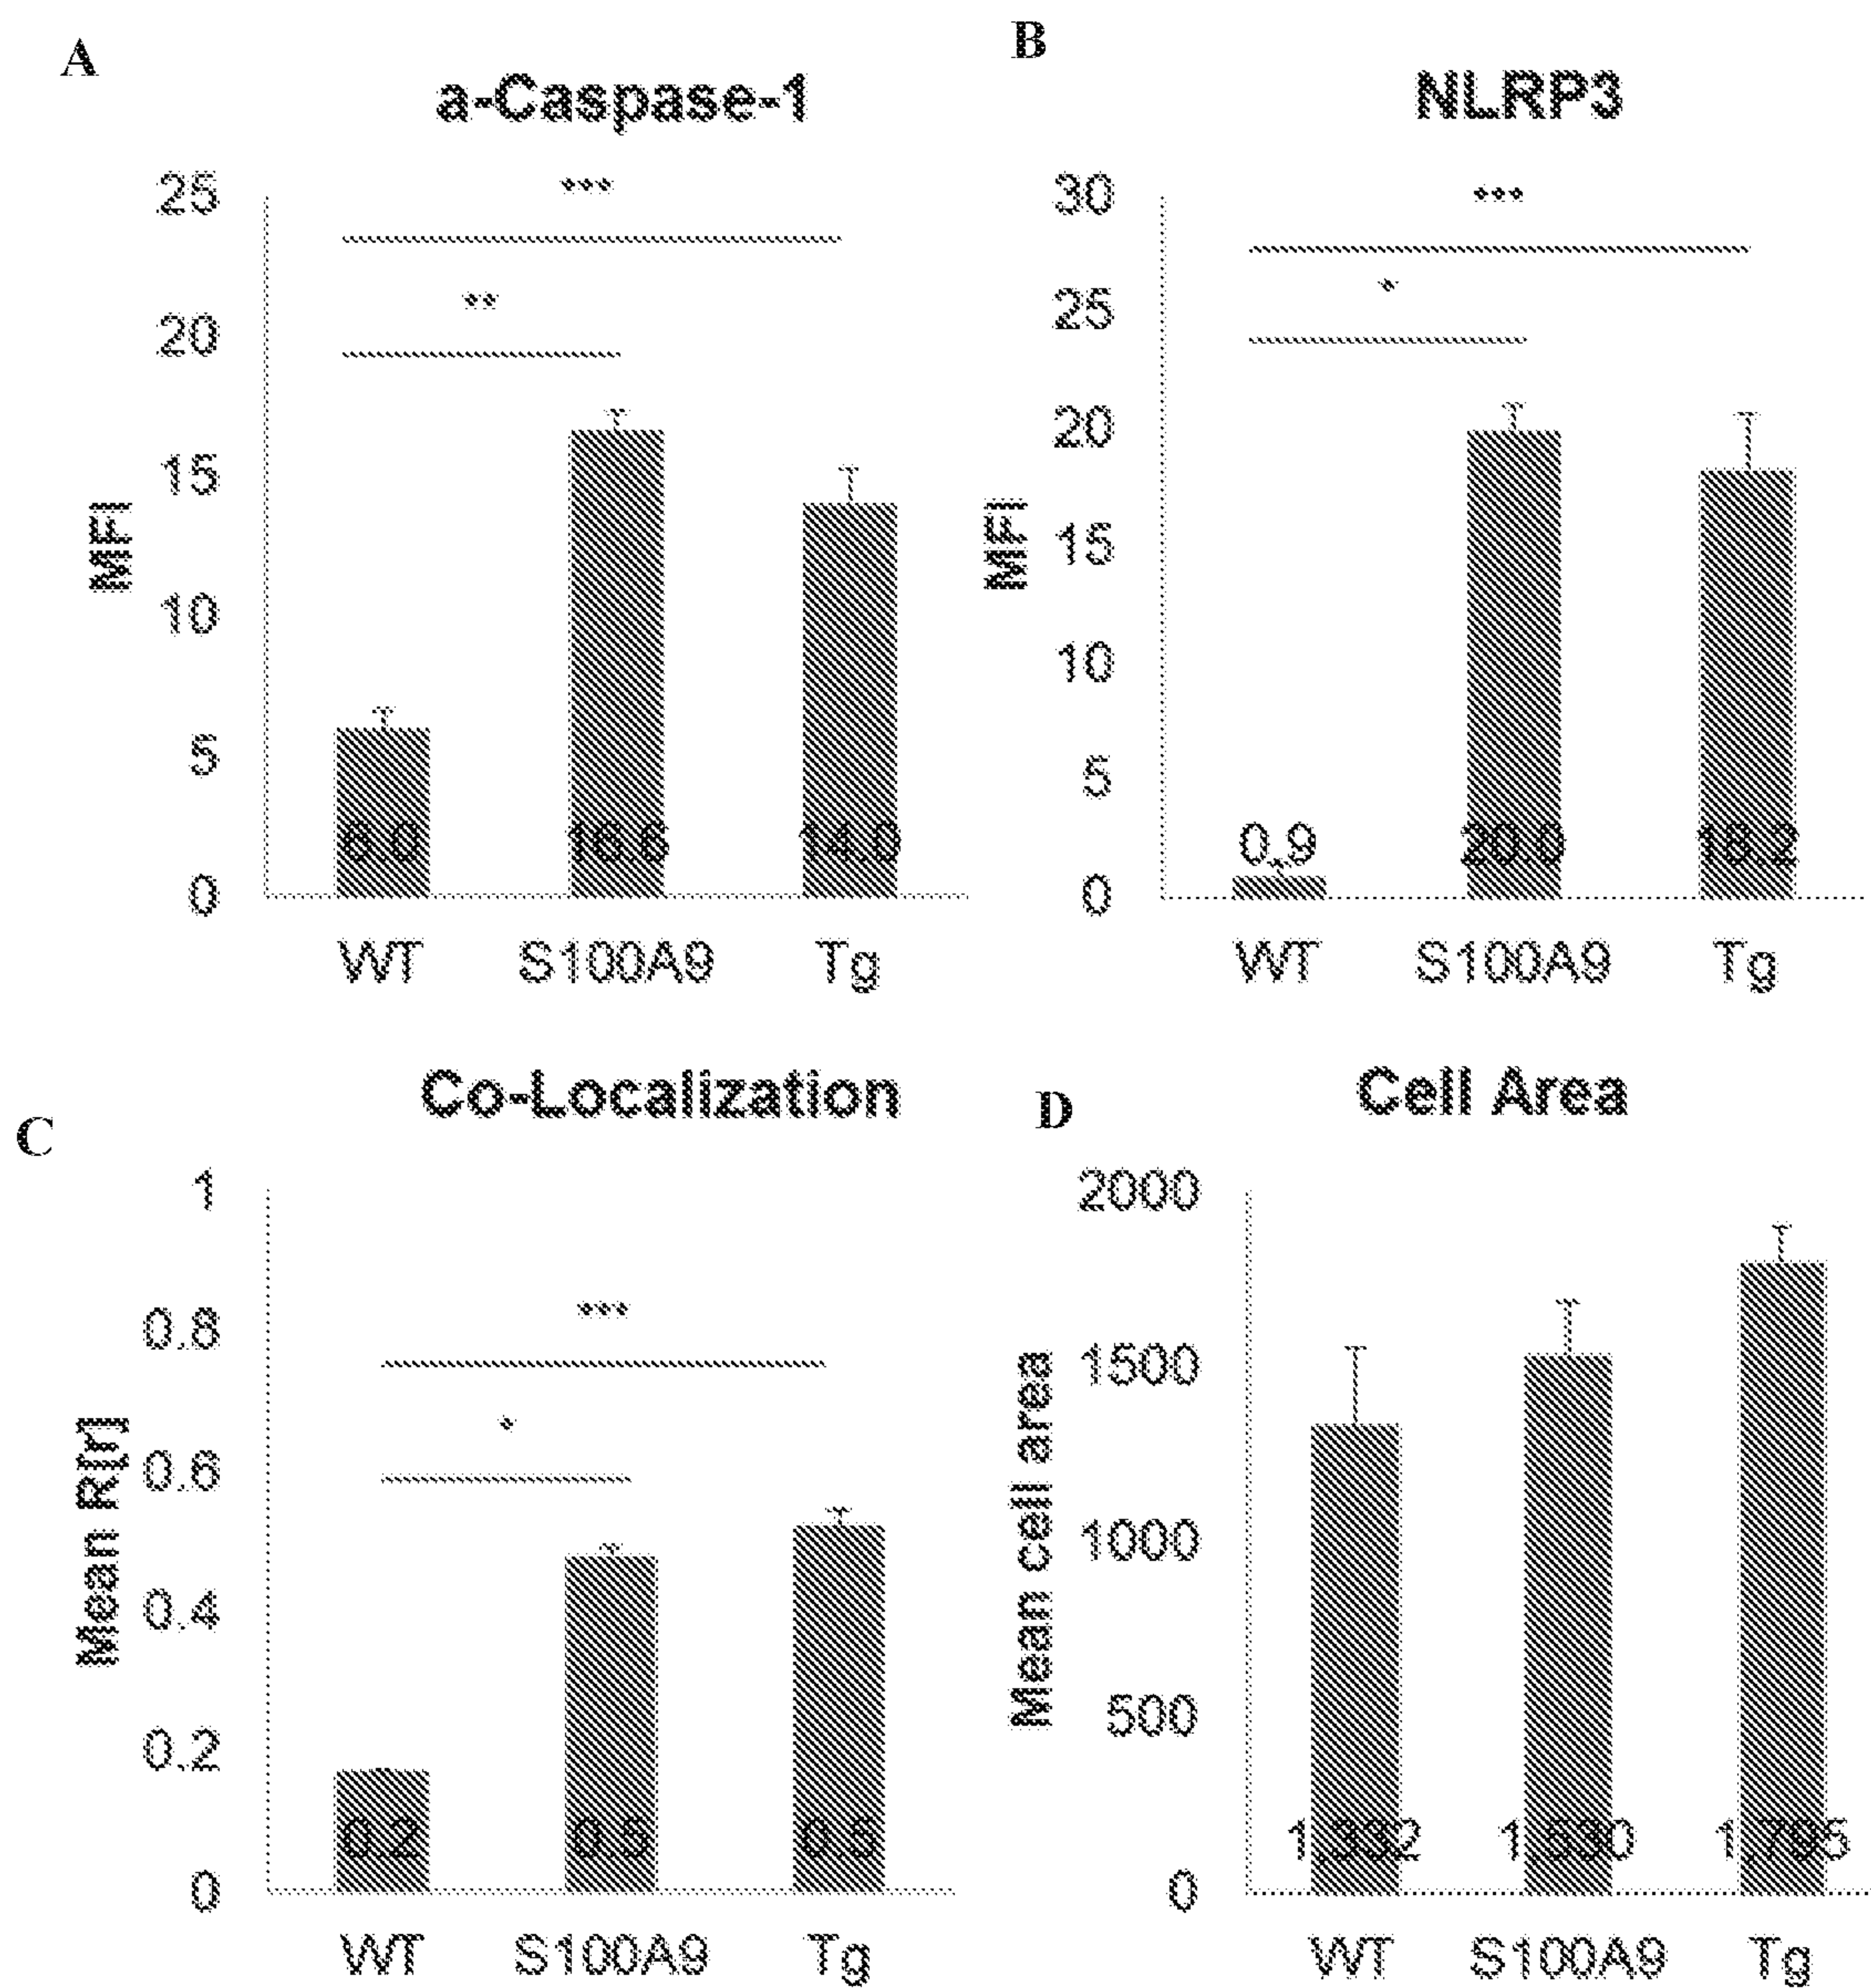 A
a-Caspase-1
25
20
15
10
5
0
MFI
***
**
6.0 16.6 14.0
WT S100A9 Tg
B
NLRP3
30
25
20
15
10
5
0
MFI
***
*
0.9 20.0 18.2
WT S100A9 Tg
C
Co-Localization
1
0.8
0.6
0.4
0.2
0
Mean R[r]
***
*
0.2 0.5 0.5
WT S100A9 Tg
D
Cell Area
2000
1500
1000
500
0
Mean cell area
1.332 1.530 1.795
WT S100A9 Tg